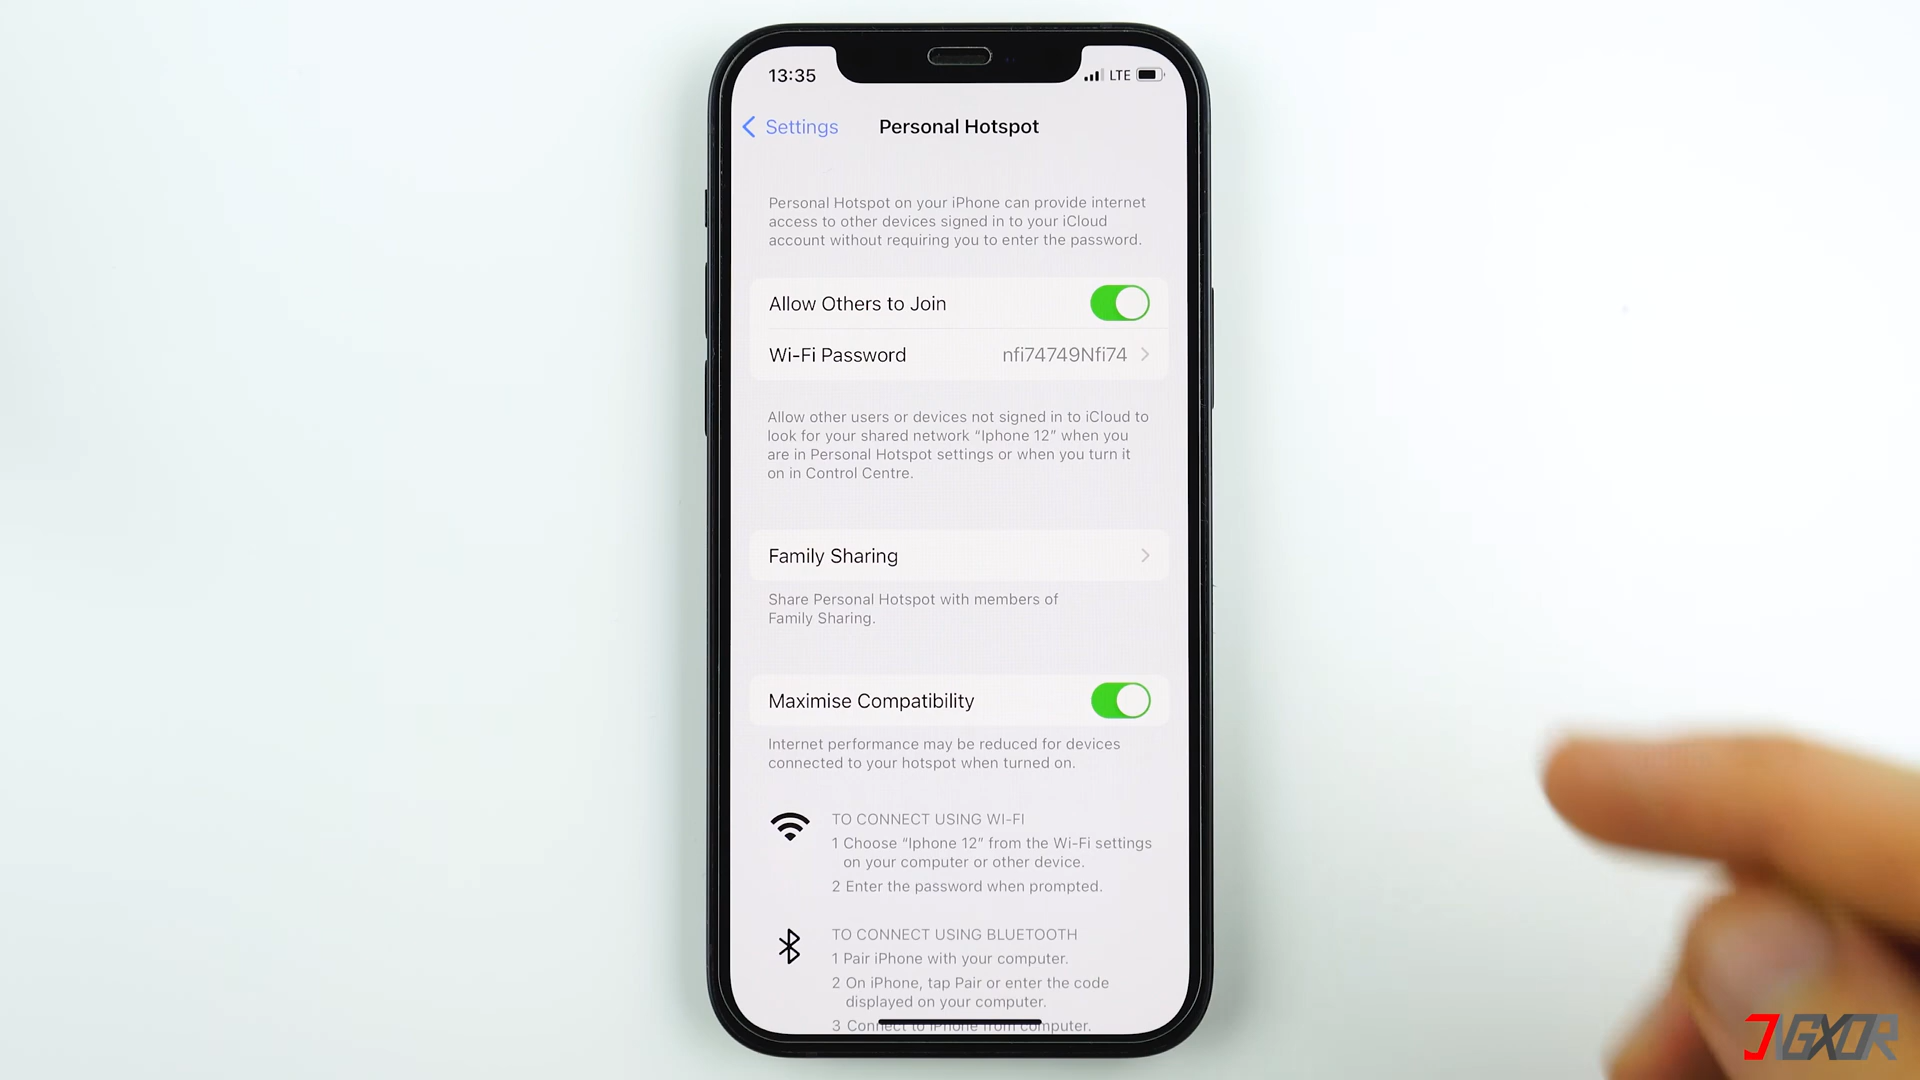 13:35
LTE
Settings
Personal Hotspot
Personal Hotspot on your iPhone can provide internet
access to other devices signed in to your iCloud
account without requiring you to enter the password.
Allow Others to Join
Wi-Fi Password nfi74749Nfi74
Allow other users or devices not signed in to iCloud to
look for your shared network “Iphone 12” when you
are in Personal Hotspot settings or when you turn it
on in Control Centre.
Family Sharing
Share Personal Hotspot with members of
Family Sharing.
Maximise Compatibility
Internet performance may be reduced for devices
connected to your hotspot when turned on.
TO CONNECT USING WI-FI
1 Choose “Iphone 12” from the Wi-Fi settings
on your computer or other device.
2 Enter the password when prompted.
TO CONNECT USING BLUETOOTH
1 Pair iPhone with your computer.
2 On iPhone, tap Pair or enter the code
displayed on your computer.
3 Connect to iPhone from computer.
JIGXOR